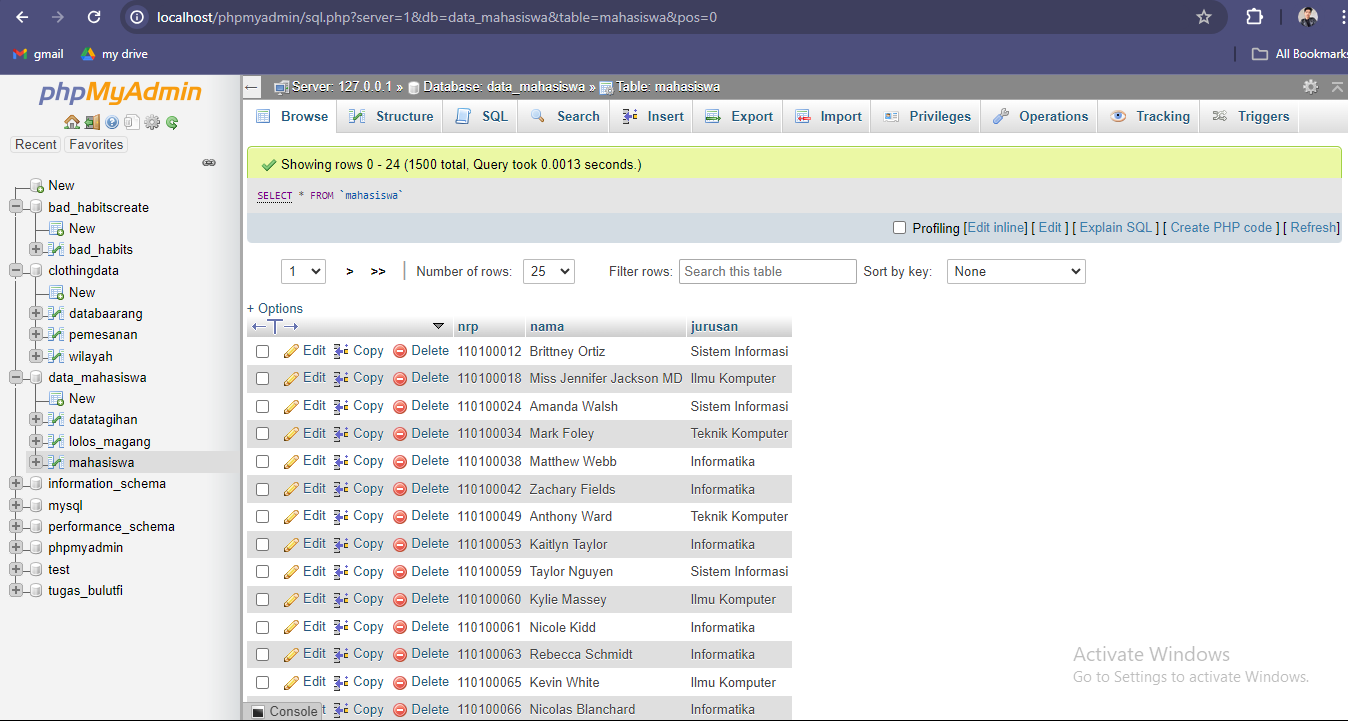 localhost/phpmyadmin/sql.php?server=1&db=data_mahasiswa&table=mahasiswa&pos=0
gmail my drive All Bookmarks
phpMyAdmin
Recent Favorites
New
bad_habitscreate
New
bad_habits
clothingdata
New
databaarang
pemesanan
wilayah
data_mahasiswa
New
datatagihan
lolos_magang
mahasiswa
information_schema
mysql
performance_schema
phpmyadmin
test
tugas_bulutfi
Server: 127.0.0.1 » Database: data_mahasiswa » Table: mahasiswa
Browse Structure SQL Search Insert Export Import Privileges Operations Tracking Triggers
Showing rows 0 - 24 (1500 total, Query took 0.0013 seconds.)
SELECT * FROM `mahasiswa`
Profiling [Edit inline] [ Edit ] [ Explain SQL ] [ Create PHP code ] [ Refresh]
1 > >> Number of rows: 25 Filter rows: Search this table Sort by key: None
+ Options
←T→ nrp nama jurusan
Edit Copy Delete 110100012 Brittney Ortiz Sistem Informasi
Edit Copy Delete 110100018 Miss Jennifer Jackson MD Ilmu Komputer
Edit Copy Delete 110100024 Amanda Walsh Sistem Informasi
Edit Copy Delete 110100034 Mark Foley Teknik Komputer
Edit Copy Delete 110100038 Matthew Webb Informatika
Edit Copy Delete 110100042 Zachary Fields Informatika
Edit Copy Delete 110100049 Anthony Ward Teknik Komputer
Edit Copy Delete 110100053 Kaitlyn Taylor Informatika
Edit Copy Delete 110100059 Taylor Nguyen Sistem Informasi
Edit Copy Delete 110100060 Kylie Massey Ilmu Komputer
Edit Copy Delete 110100061 Nicole Kidd Informatika
Edit Copy Delete 110100063 Rebecca Schmidt Informatika
Edit Copy Delete 110100065 Kevin White Ilmu Komputer
Copy Delete 110100066 Nicolas Blanchard Informatika
Console
Activate Windows
Go to Settings to activate Windows.